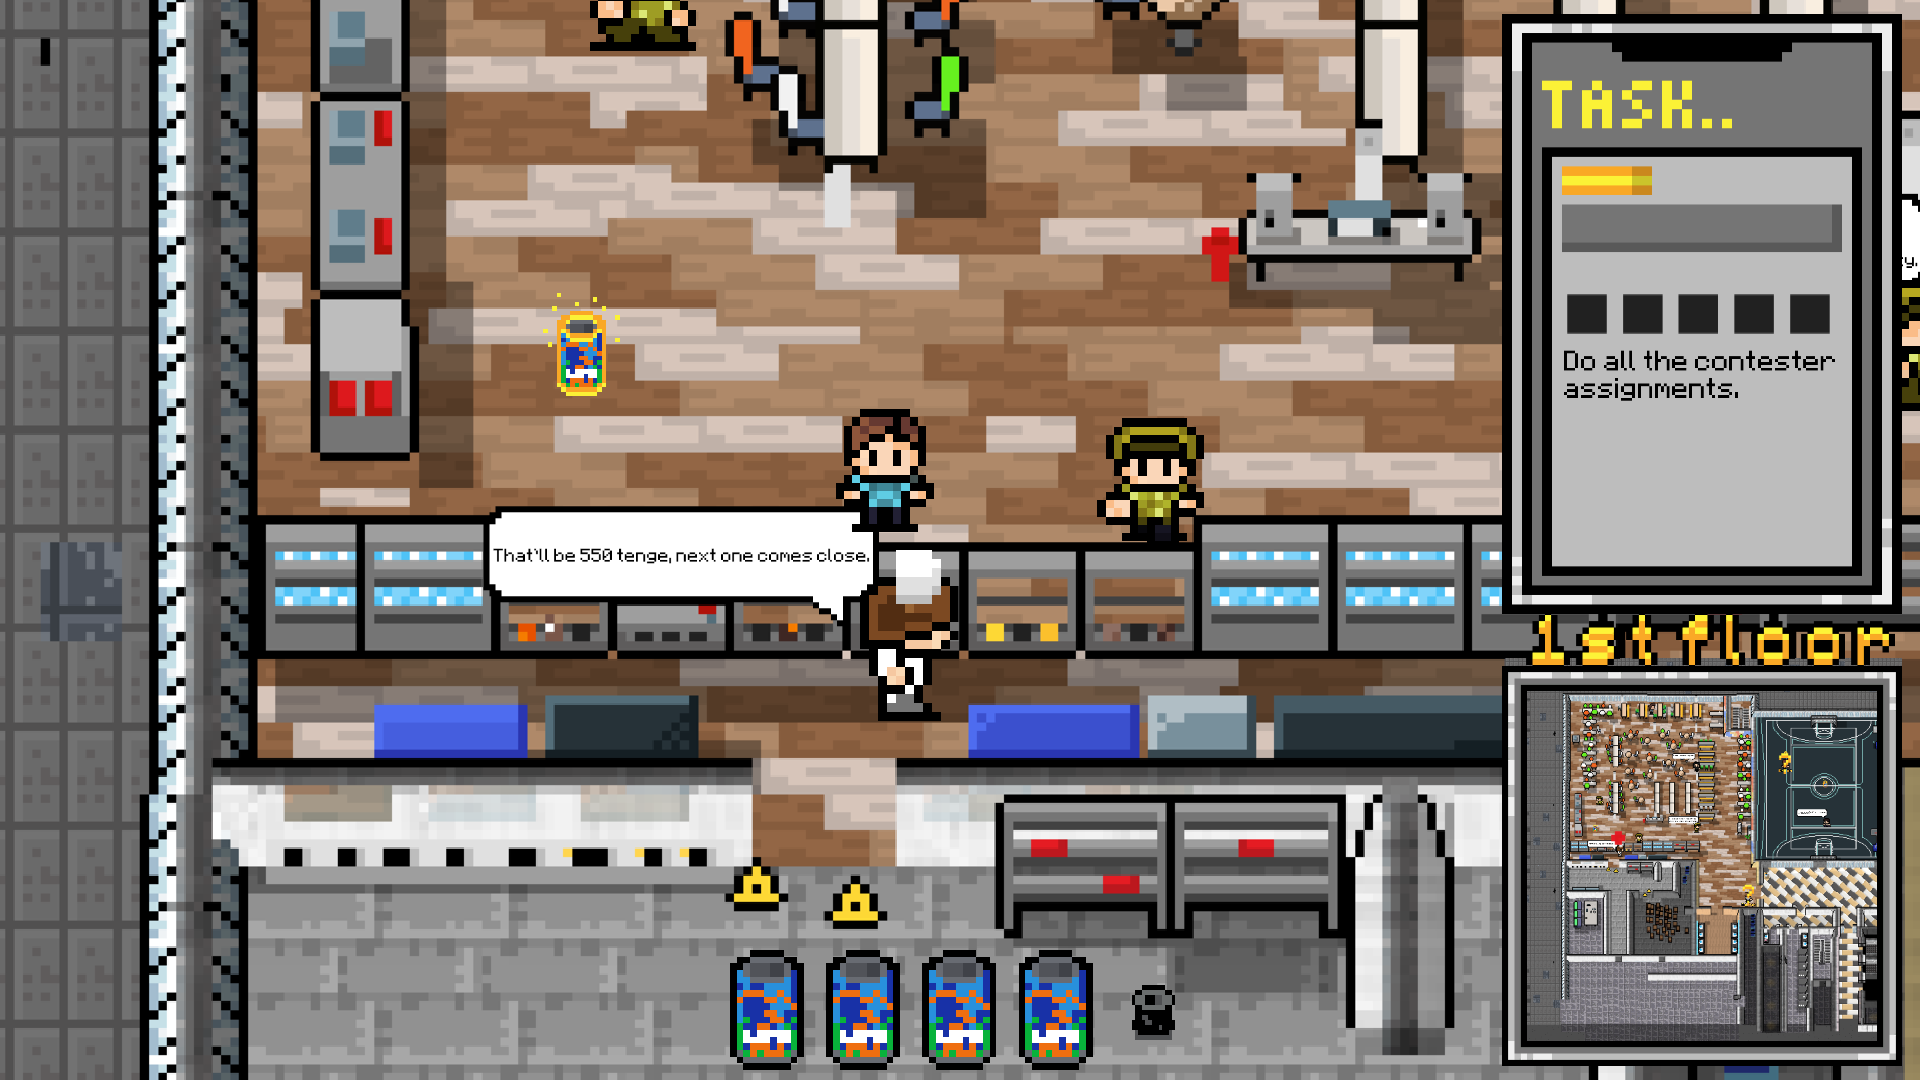 TASK..
Do all the contester
assignments.
That'll be 550 tenge, next one comes close.
1st floor